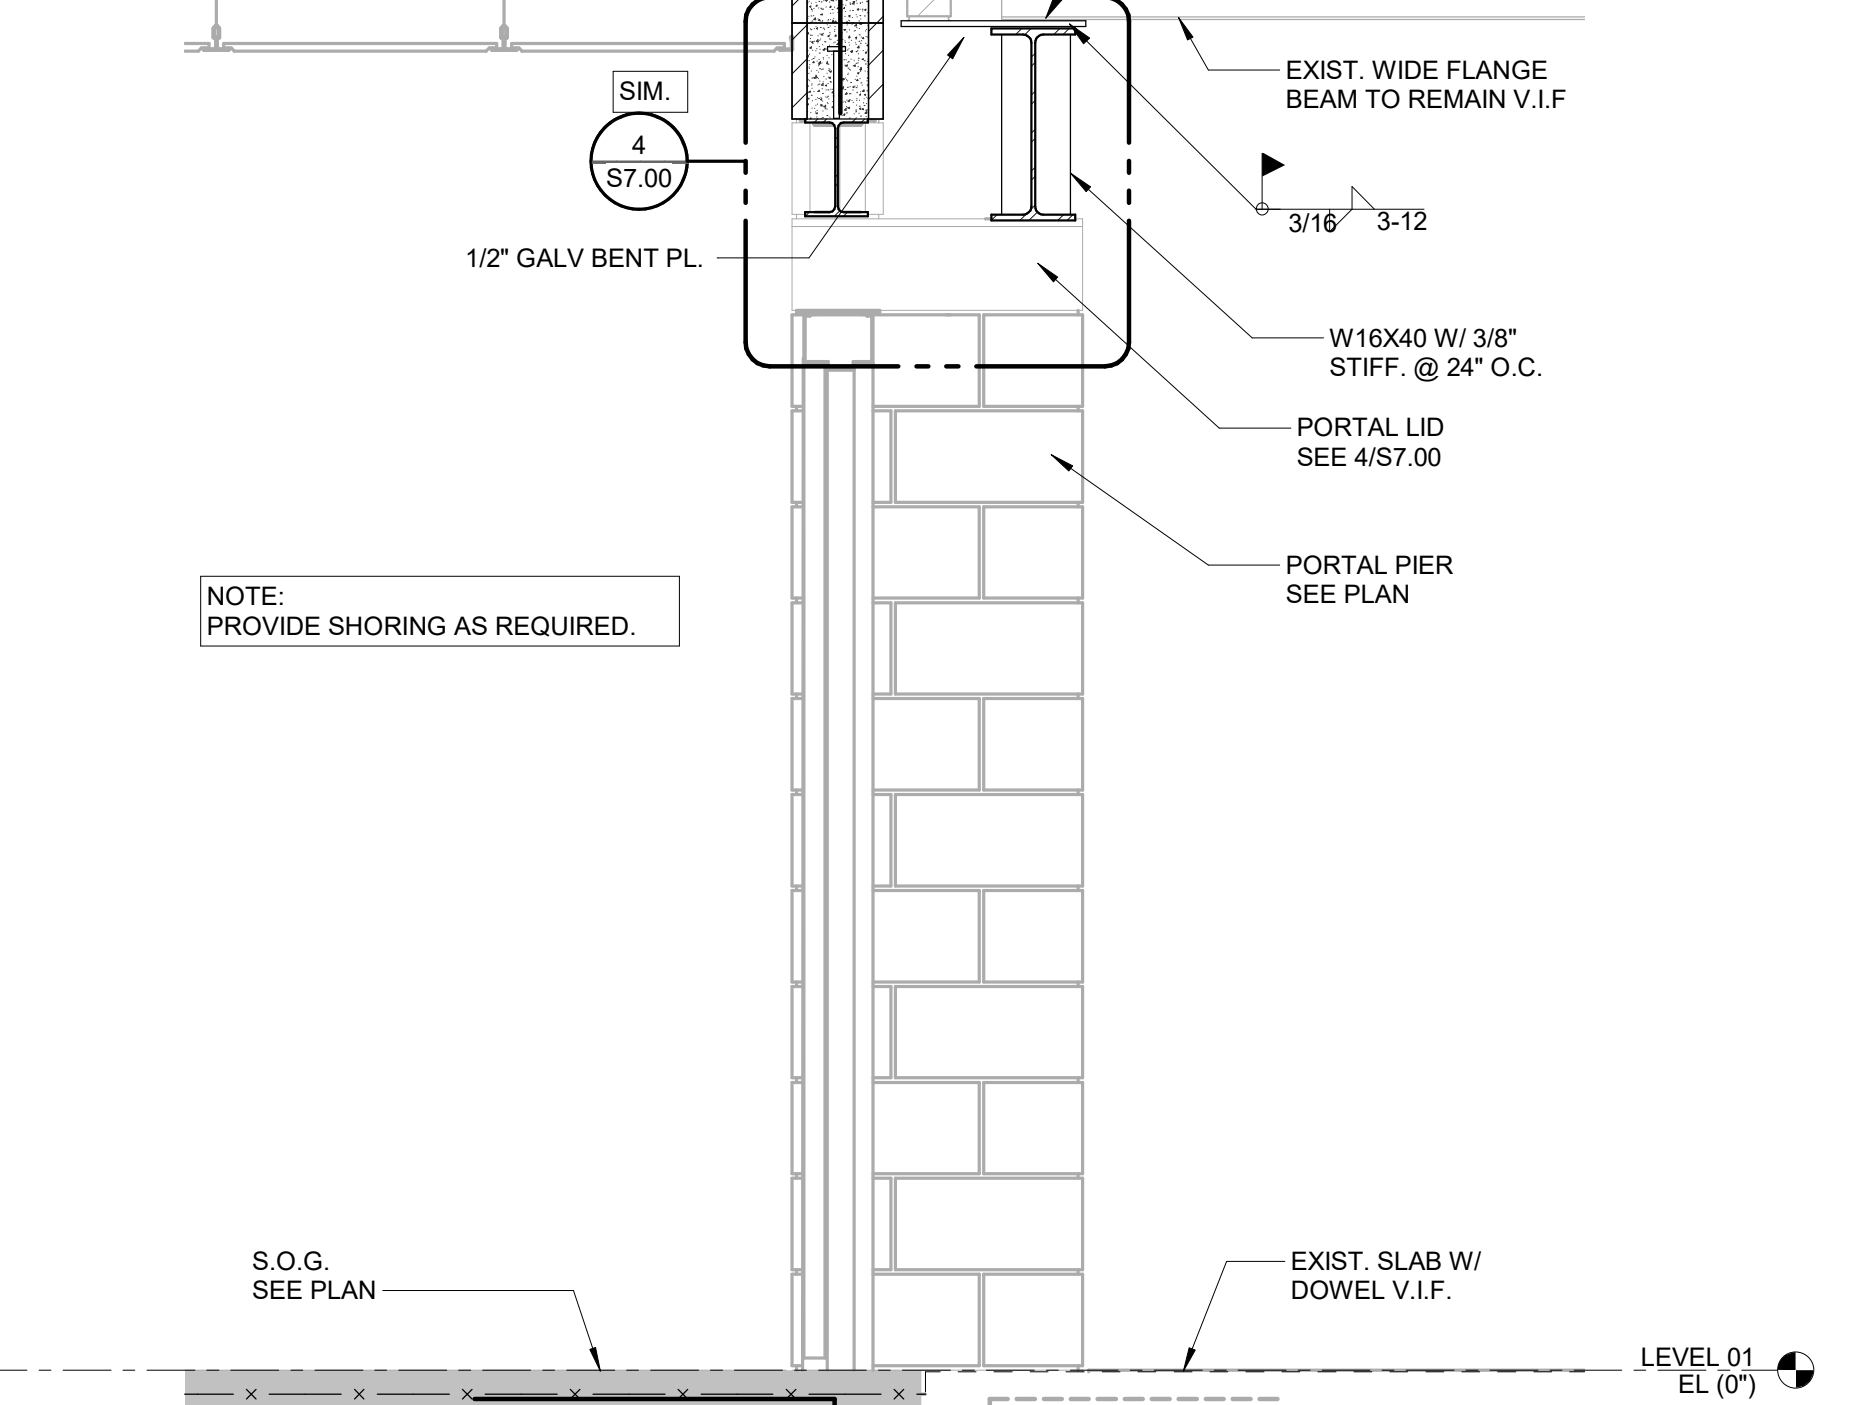 EXIST. WIDE FLANGE
BEAM TO REMAIN V.I.F
SIM.
4
S7.00
3/16
3-12
1/2" GALV BENT PL.
W16X40 W/ 3/8"
STIFF. @ 24" O.C.
PORTAL LID
SEE 4/S7.00
PORTAL PIER
SEE PLAN
NOTE:
PROVIDE SHORING AS REQUIRED.
S.O.G.
SEE PLAN
EXIST. SLAB W/
DOWEL V.I.F.
LEVEL 01
EL (0")